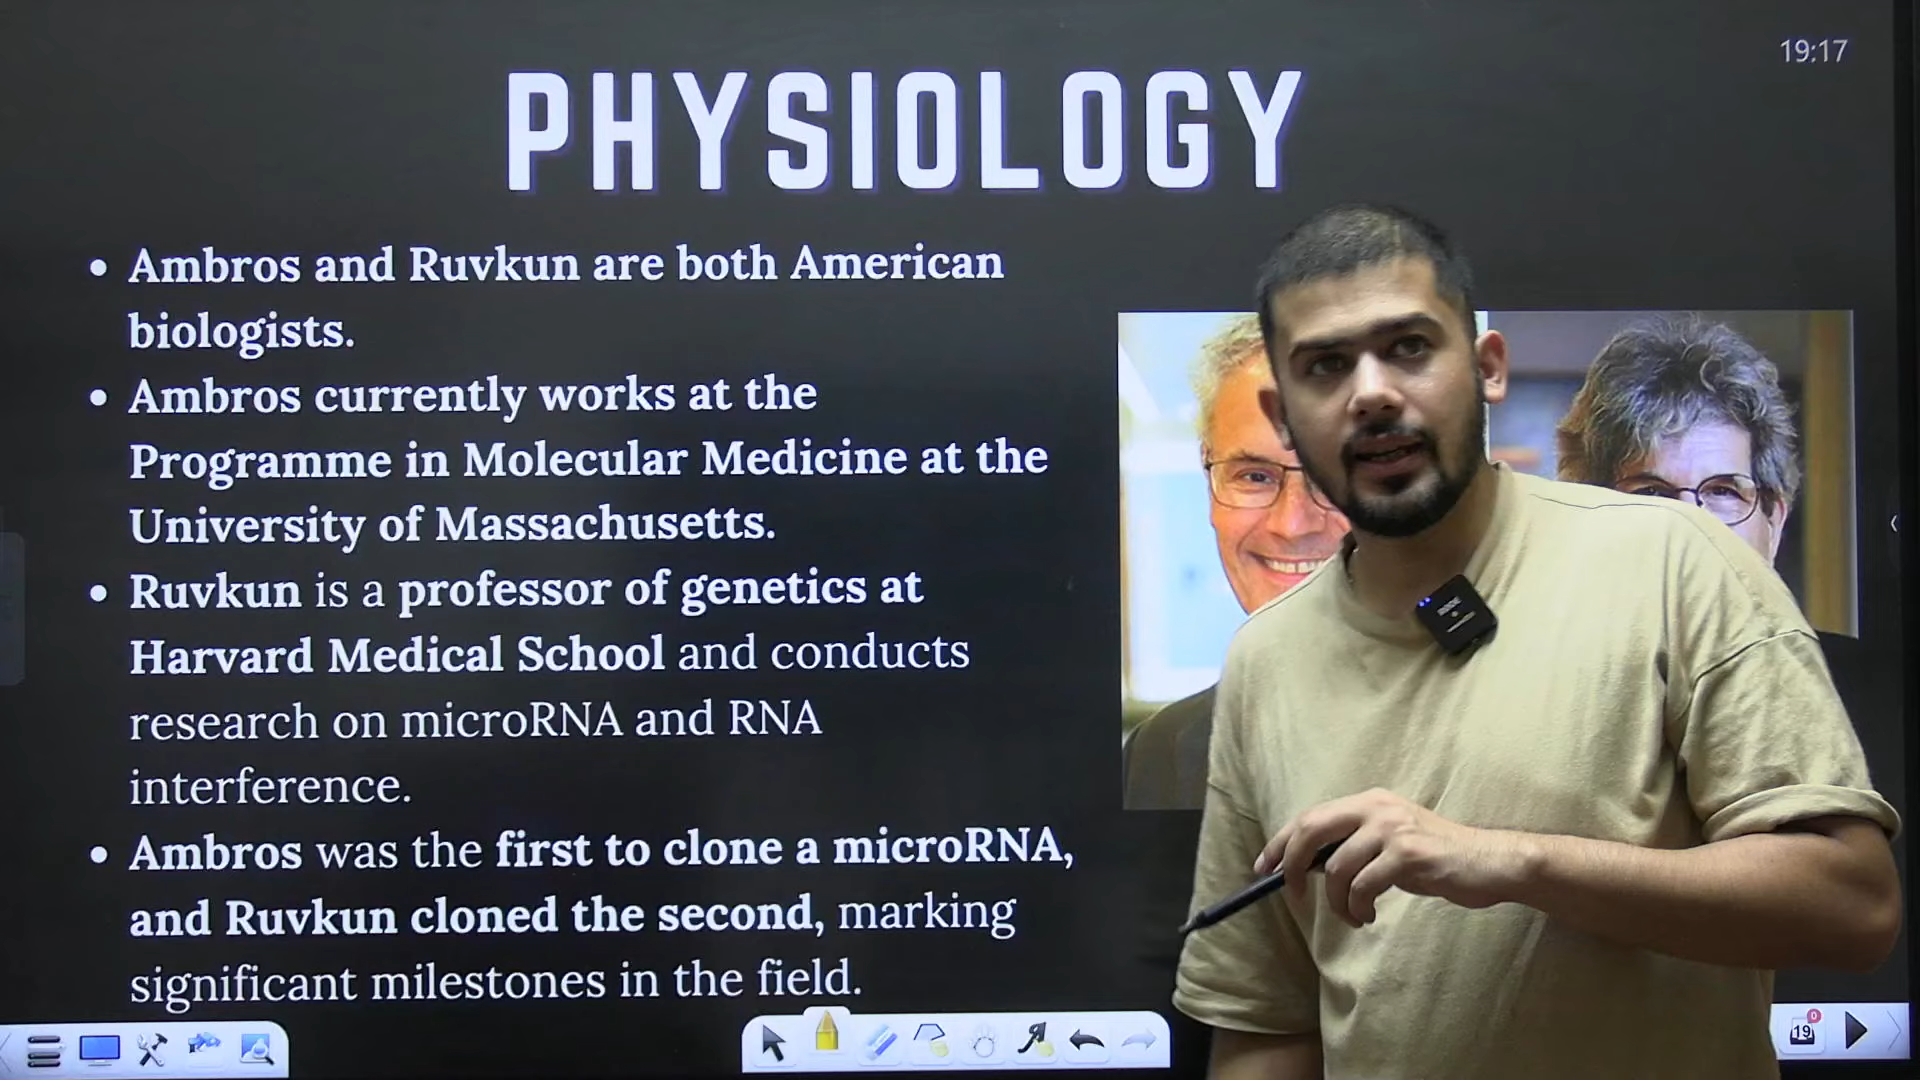 19:17
PHYSIOLOGY
• Ambros and Ruvkun are both American
biologists.
• Ambros currently works at the
Programme in Molecular Medicine at the
University of Massachusetts.
• Ruvkun is a professor of genetics at
Harvard Medical School and conducts
research on microRNA and RNA
interference.
• Ambros was the first to clone a microRNA,
and Ruvkun cloned the second, marking
significant milestones in the field.
19
0